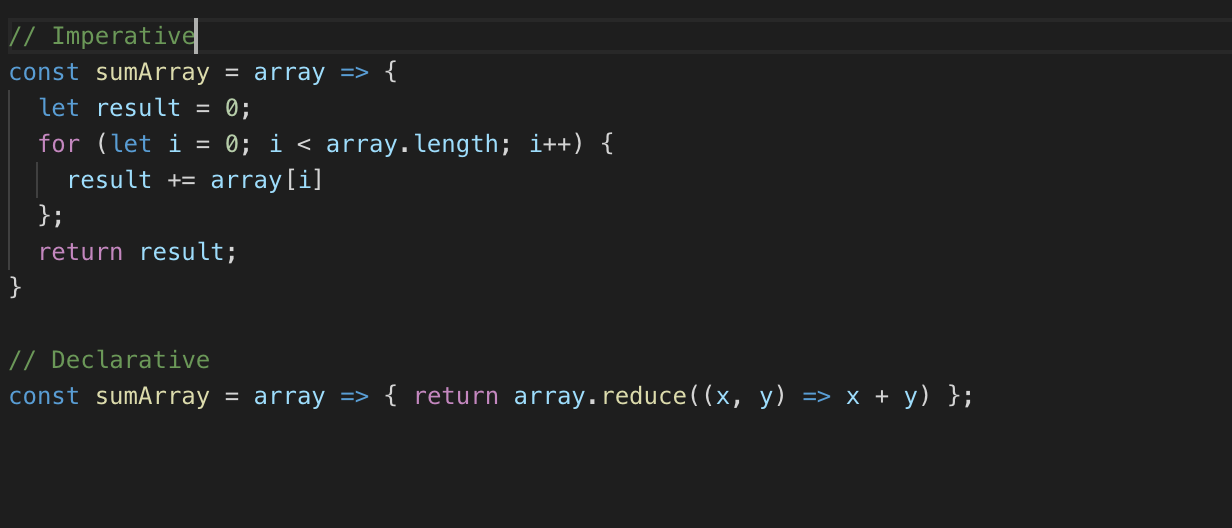 // Imperative
const sumArray = array => {
  let result = 0;
  for (let i = 0; i < array.length; i++) {
    result += array[i]
  };
  return result;
}

// Declarative
const sumArray = array => { return array.reduce((x, y) => x + y) };